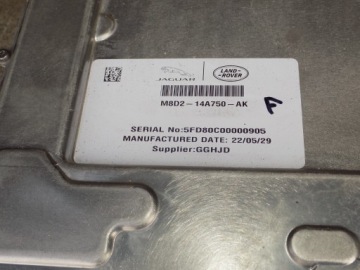 JAGUAR
LAND-
ROVER
M8D2-14A750-AK
F
SERIAL No:5FD80C00000905
MANUFACTURED DATE: 22/05/29
Supplier:GGHJD